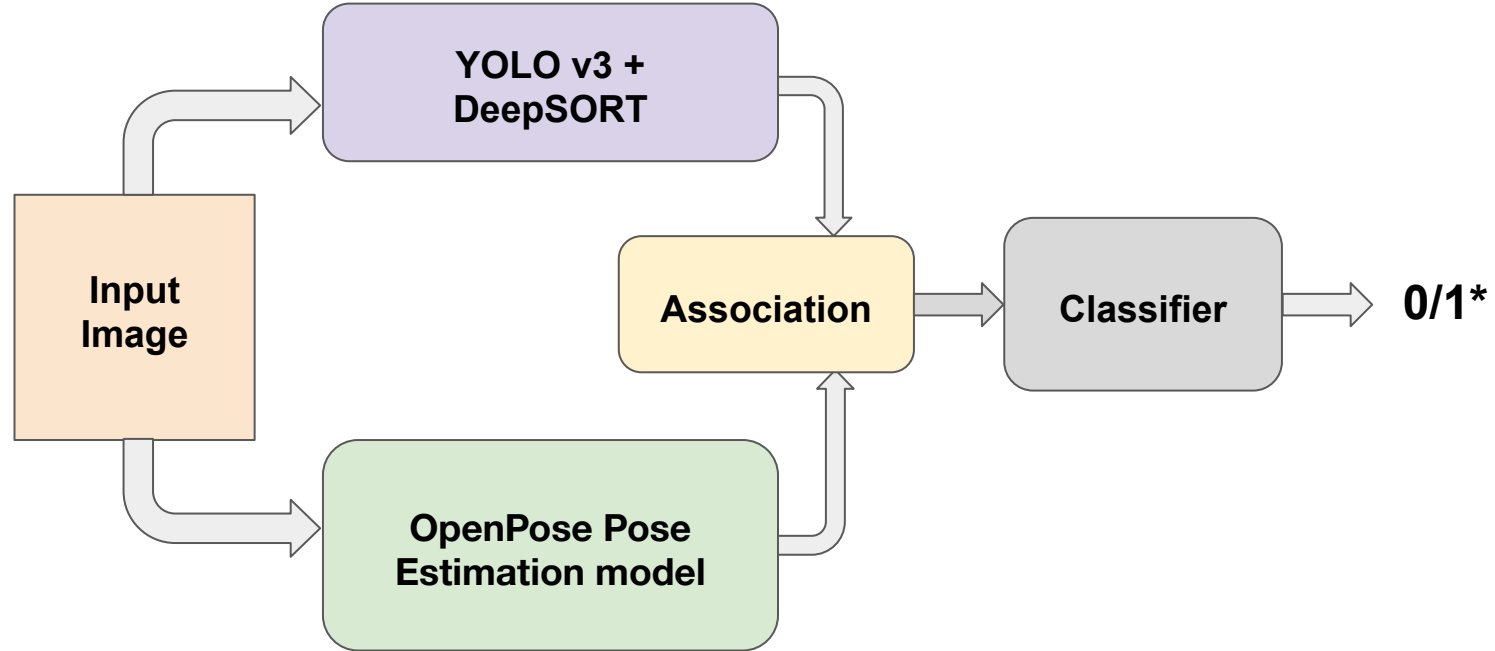 YOLO v3 +
DeepSORT
Input
Image
Association
Classifier
0/1*
OpenPose Pose
Estimation model